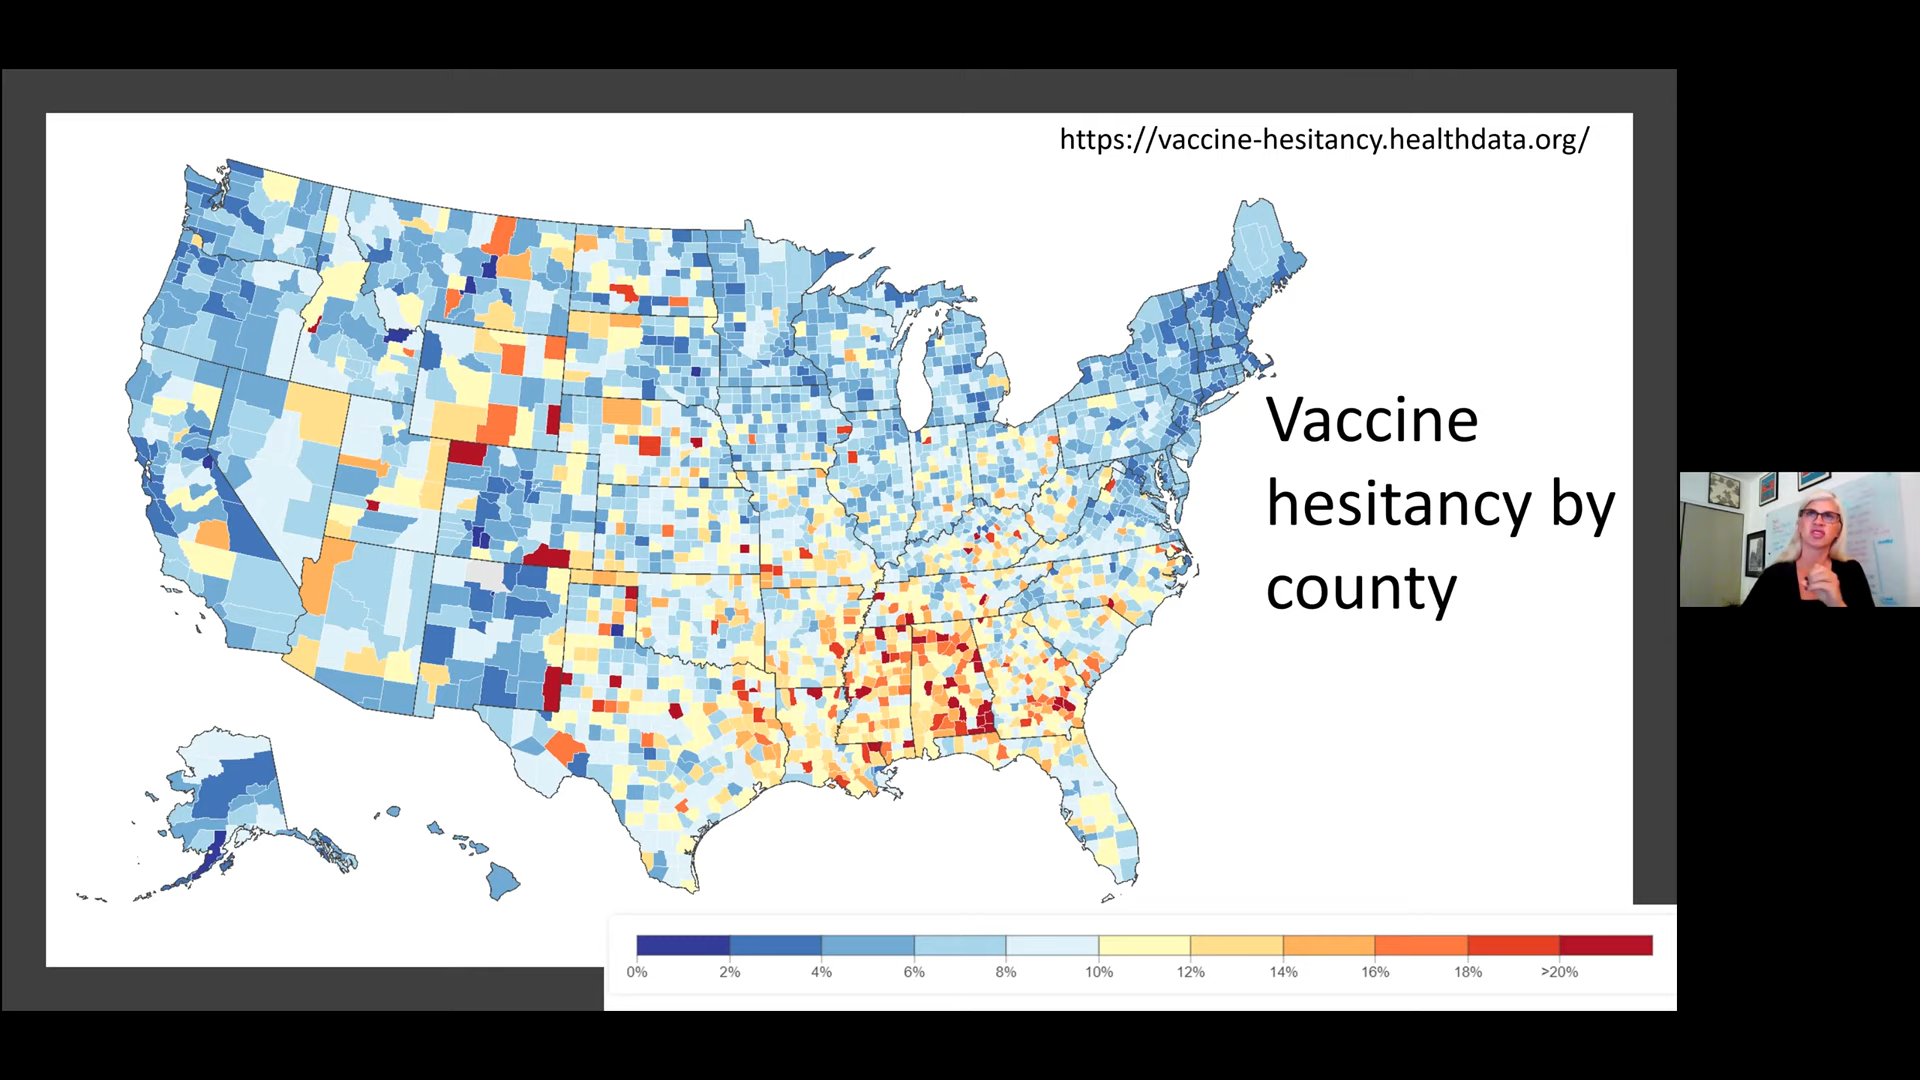 https://vaccine-hesitancy.healthdata.org/
Vaccine
hesitancy by
county
0% 2% 4% 6% 8% 10% 12% 14% 16% 18% >20%